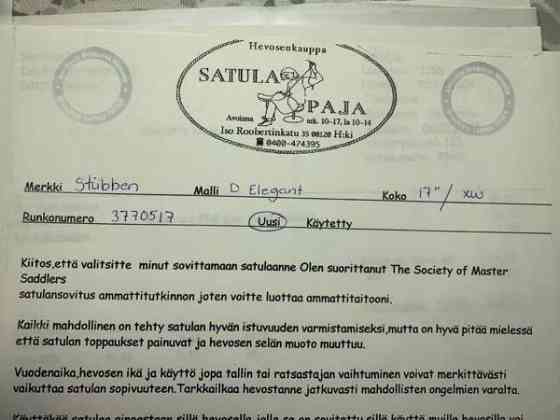 Hevosenkauppa
SATULA
PAJA
Avoinna ark. 10-17, la 10-14
Iso Roobertinkatu 35 00120 H:ki
☎ 0400-474395
Merkki Stübben Malli D Elegant Koko 17"/ XW
Runkonumero 3770517 Uusi Käytetty
Kiitos,että valitsitte minut sovittamaan satulaanne Olen suorittanut The Society of Master
Saddlers
satulansovitus ammattitutkinnon joten voitte luottaa ammattitaitooni.
Kaikki mahdollinen on tehty satulan hyvän istuvuuden varmistamiseksi,mutta on hyvä pitää mielessä
että satulan toppaukset painuvat ja hevosen selän muoto muuttuu.
Vuodenaika,hevosen ikä ja käyttö jopa tallin tai ratsastajan vaihtuminen voivat merkittävästi
vaikuttaa satulan sopivuuteen.Tarkkailkaa hevostanne jatkuvasti mahdollisten ongelmien varalta.